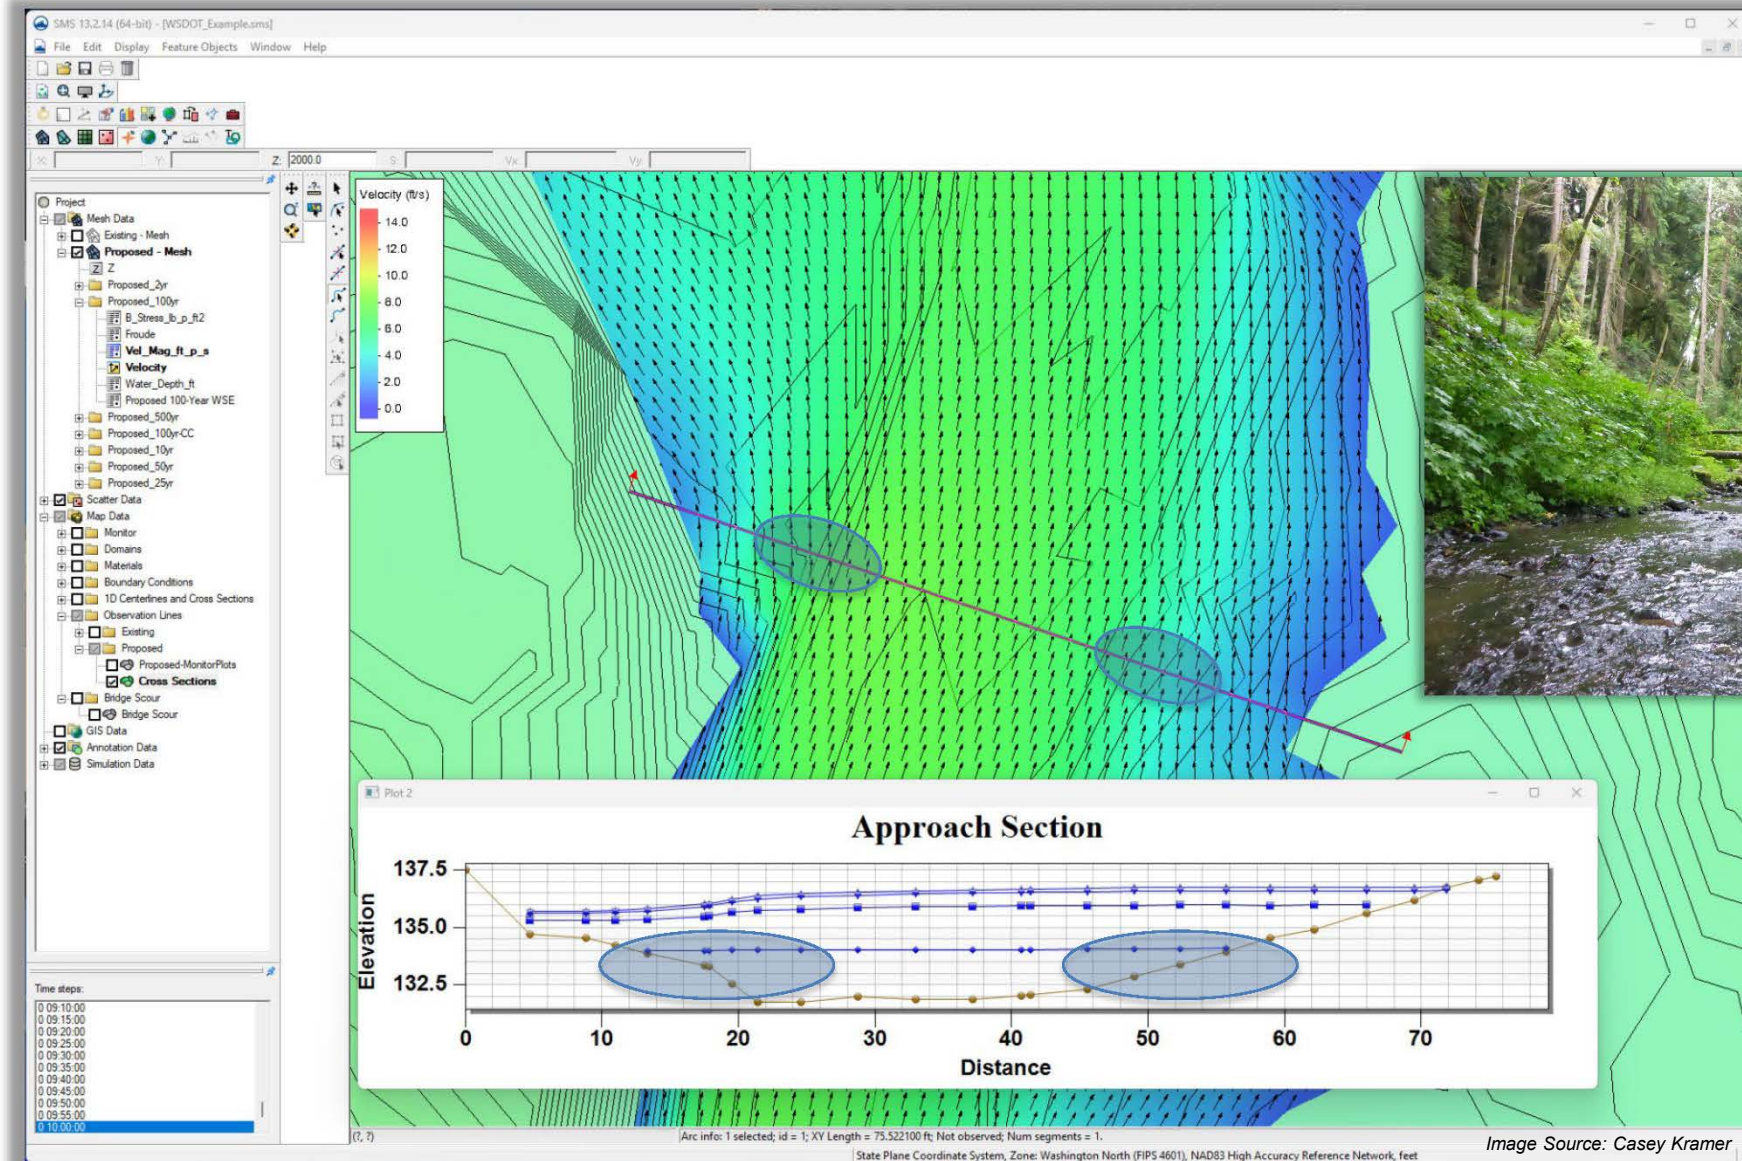 SMS 13.2.14 (64-bit) - [WSDOT_Example.sms]
File Edit Display Feature Objects Window Help
X: Y: Z: 2000.0 S: Vx: Vy:
Project
Mesh Data
Existing - Mesh
Proposed - Mesh
Z Z
Proposed_2yr
Proposed_100yr
B_Stress_lb_p_ft2
Froude
Vel_Mag_ft_p_s
Velocity
Water_Depth_ft
Proposed 100-Year WSE
Proposed_500yr
Proposed_100yr-CC
Proposed_10yr
Proposed_50yr
Proposed_25yr
Scatter Data
Map Data
Monitor
Domains
Materials
Boundary Conditions
1D Centerlines and Cross Sections
Observation Lines
Existing
Proposed
Proposed-MonitorPlots
Cross Sections
Bridge Scour
Bridge Scour
GIS Data
Annotation Data
Simulation Data
Time steps:
0 09:10:00
0 09:15:00
0 09:20:00
0 09:25:00
0 09:30:00
0 09:35:00
0 09:40:00
0 09:45:00
0 09:50:00
0 09:55:00
0 10:00:00
Velocity (ft/s)
14.0
12.0
10.0
8.0
6.0
4.0
2.0
0.0
Plot 2
Approach Section
Elevation
137.5
135.0
132.5
0 10 20 30 40 50 60 70
Distance
(?, ?)
Arc info: 1 selected; id = 1; XY Length = 75.522100 ft; Not observed; Num segments = 1.
Image Source: Casey Kramer
State Plane Coordinate System, Zone: Washington North (FIPS 4601), NAD83 High Accuracy Reference Network, feet